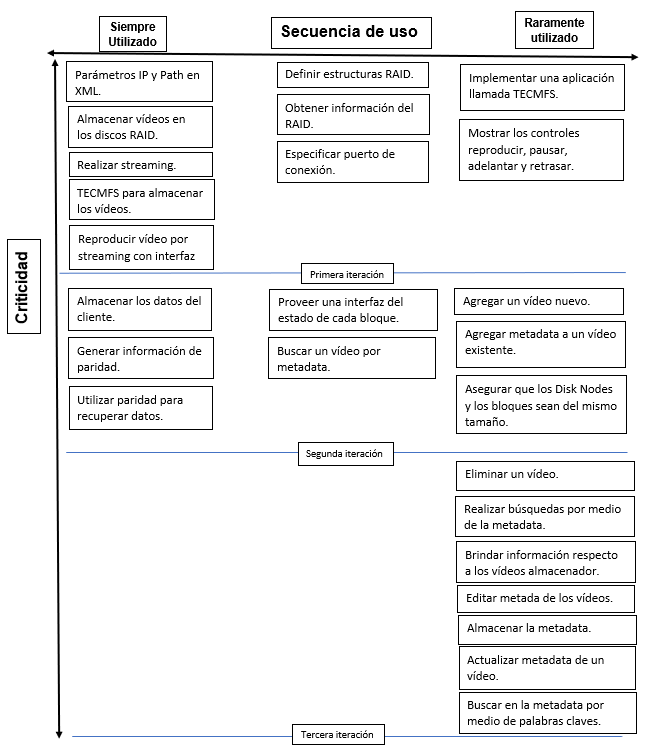 Siempre
Utilizado
Secuencia de uso
Raramente
utilizado
Criticidad
Parámetros IP y Path en
XML.
Almacenar vídeos en
los discos RAID.
Realizar streaming.
TECMFS para almacenar
los vídeos.
Reproducir vídeo por
streaming con interfaz
Definir estructuras RAID.
Obtener información del
RAID.
Especificar puerto de
conexión.
Implementar una aplicación
llamada TECMFS.
Mostrar los controles
reproducir, pausar,
adelantar y retrasar.
Primera iteración
Almacenar los datos del
cliente.
Generar información de
paridad.
Utilizar paridad para
recuperar datos.
Proveer una interfaz del
estado de cada bloque.
Buscar un vídeo por
metadata.
Agregar un vídeo nuevo.
Agregar metadata a un vídeo
existente.
Asegurar que los Disk Nodes
y los bloques sean del mismo
tamaño.
Segunda iteración
Eliminar un vídeo.
Realizar búsquedas por medio
de la metadata.
Brindar información respecto
a los vídeos almacenador.
Editar metada de los vídeos.
Almacenar la metadata.
Actualizar metadata de un
vídeo.
Buscar en la metadata por
medio de palabras claves.
Tercera iteración